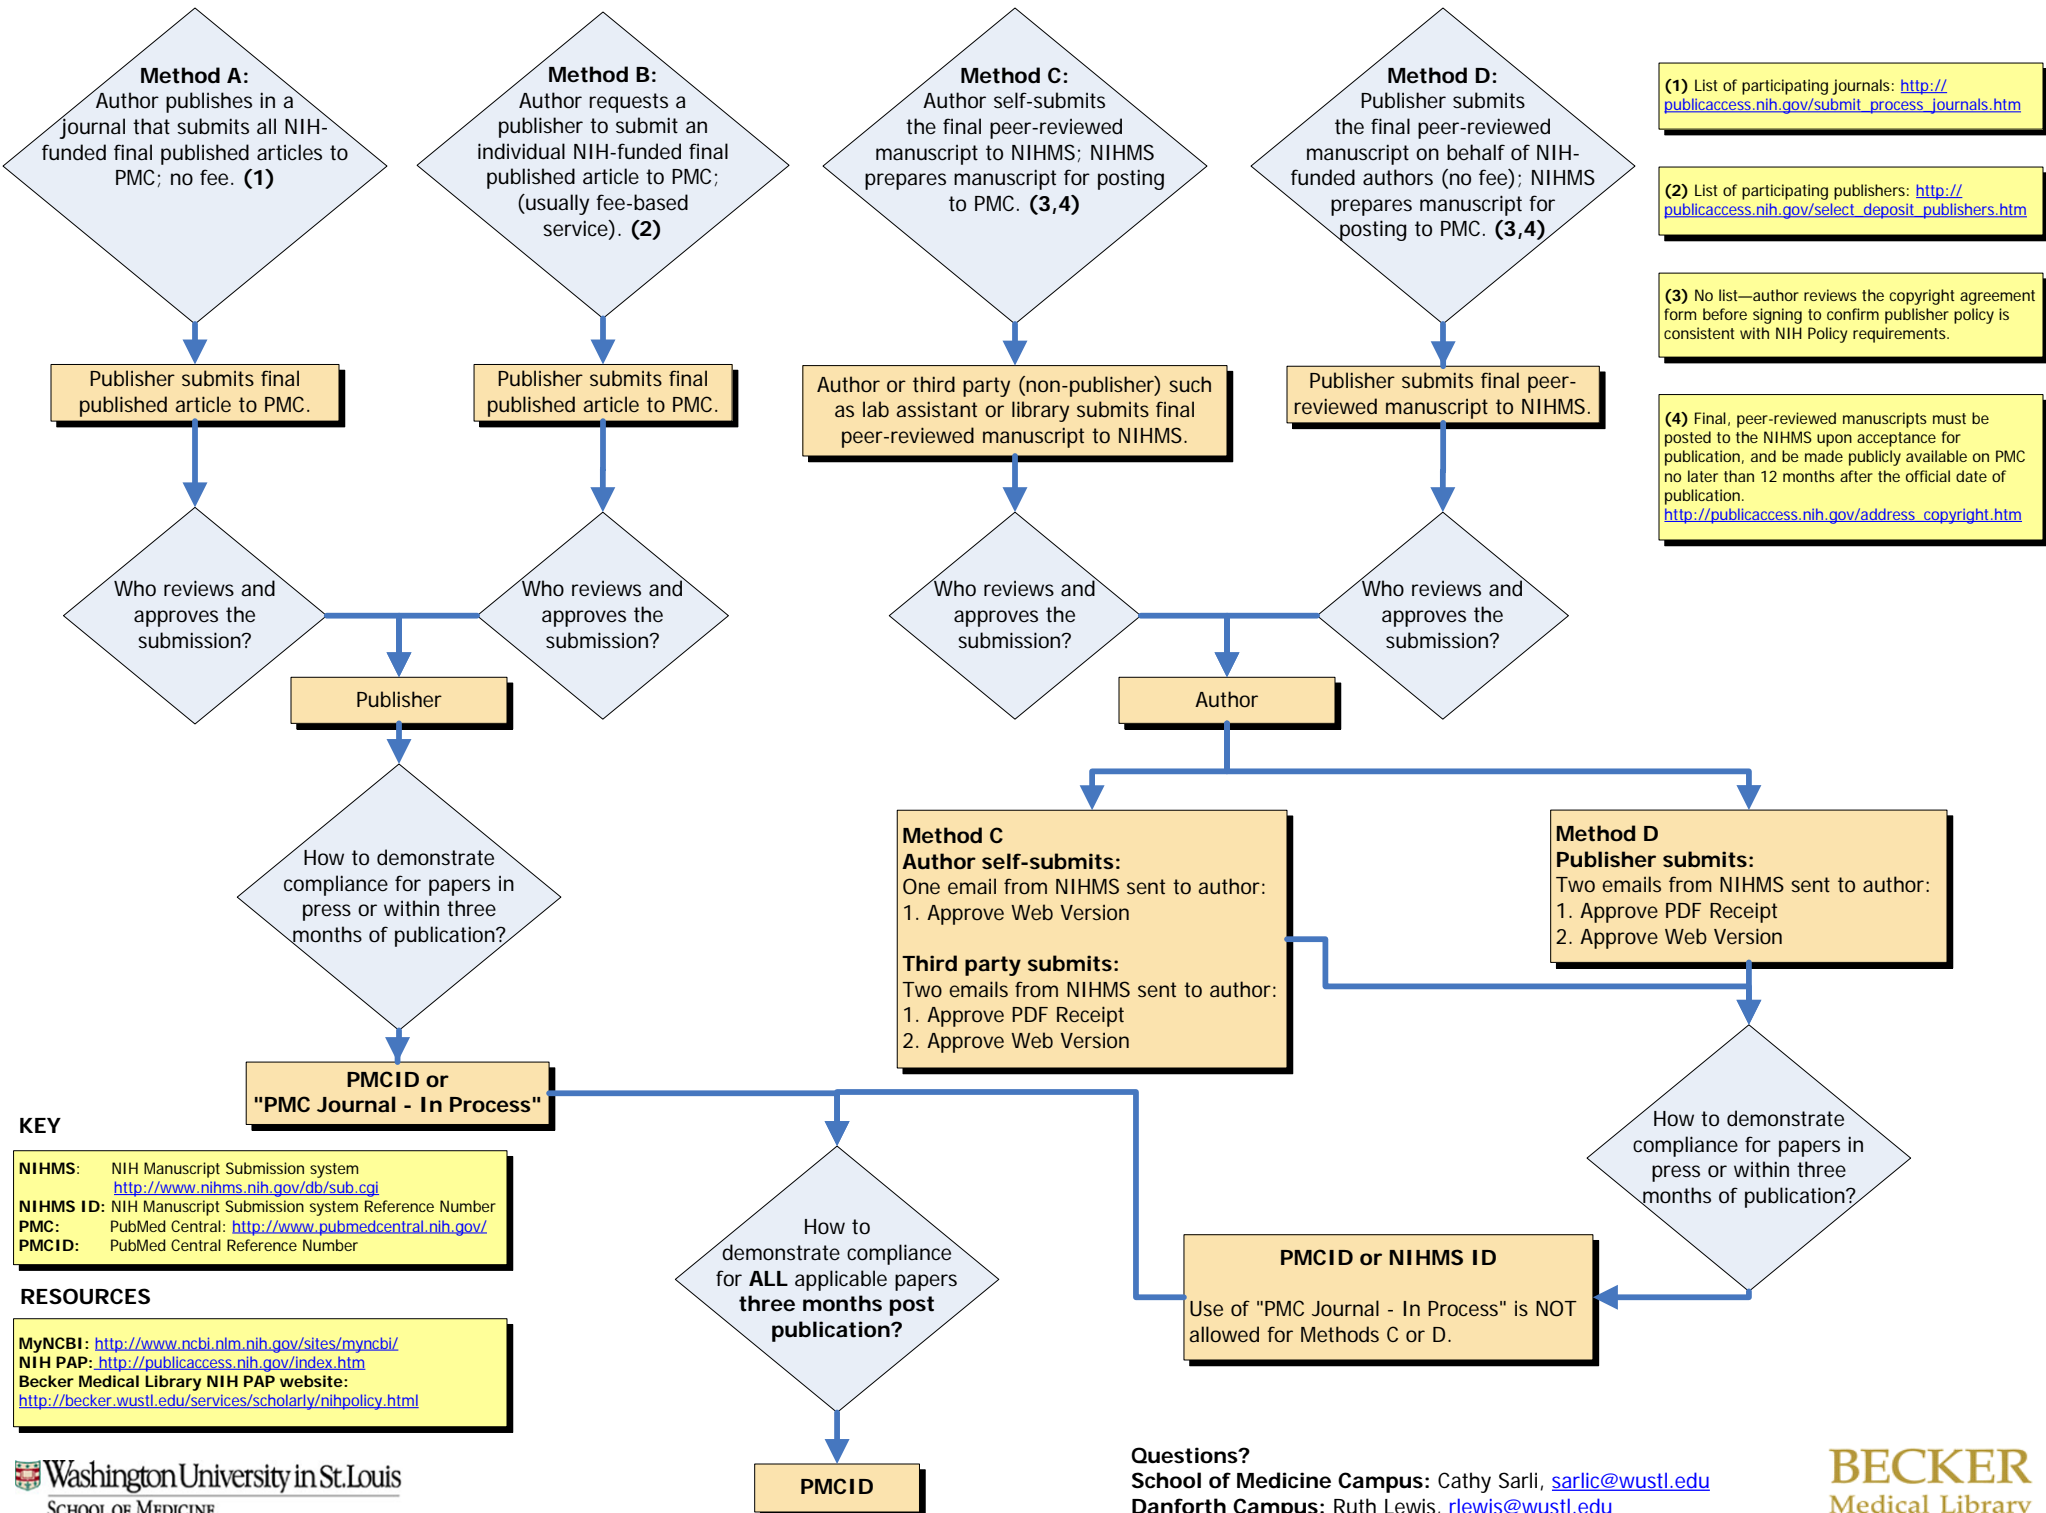 Method A:
Author publishes in a
journal that submits all NIH-
funded final published articles to
PMC; no fee. (1)
Method B:
Author requests a
publisher to submit an
individual NIH-funded final
published article to PMC;
(usually fee-based
service). (2)
Method C:
Author self-submits
the final peer-reviewed
manuscript to NIHMS; NIHMS
prepares manuscript for posting
to PMC. (3,4)
Method D:
Publisher submits
the final peer-reviewed
manuscript on behalf of NIH-
funded authors (no fee); NIHMS
prepares manuscript for
posting to PMC. (3,4)
(1) List of participating journals: http://
publicaccess.nih.gov/submit_process_journals.htm
(2) List of participating publishers: http://
publicaccess.nih.gov/select_deposit_publishers.htm
(3) No list—author reviews the copyright agreement
form before signing to confirm publisher policy is
consistent with NIH Policy requirements.
(4) Final, peer-reviewed manuscripts must be
posted to the NIHMS upon acceptance for
publication, and be made publicly available on PMC
no later than 12 months after the official date of
publication.
http://publicaccess.nih.gov/address_copyright.htm
Publisher submits final
published article to PMC.
Publisher submits final
published article to PMC.
Author or third party (non-publisher) such
as lab assistant or library submits final
peer-reviewed manuscript to NIHMS.
Publisher submits final peer-
reviewed manuscript to NIHMS.
Who reviews and
approves the
submission?
Who reviews and
approves the
submission?
Who reviews and
approves the
submission?
Who reviews and
approves the
submission?
Publisher
Author
How to demonstrate
compliance for papers in
press or within three
months of publication?
Method C
Author self-submits:
One email from NIHMS sent to author:
1. Approve Web Version
Third party submits:
Two emails from NIHMS sent to author:
1. Approve PDF Receipt
2. Approve Web Version
Method D
Publisher submits:
Two emails from NIHMS sent to author:
1. Approve PDF Receipt
2. Approve Web Version
PMCID or
"PMC Journal - In Process"
How to demonstrate
compliance for papers in
press or within three
months of publication?
KEY
NIHMS: NIH Manuscript Submission system
http://www.nihms.nih.gov/db/sub.cgi
NIHMS ID: NIH Manuscript Submission system Reference Number
PMC: PubMed Central: http://www.pubmedcentral.nih.gov/
PMCID: PubMed Central Reference Number
How to
demonstrate compliance
for ALL applicable papers
three months post
publication?
PMCID or NIHMS ID
Use of "PMC Journal - In Process" is NOT
allowed for Methods C or D.
RESOURCES
MyNCBI: http://www.ncbi.nlm.nih.gov/sites/myncbi/
NIH PAP: http://publicaccess.nih.gov/index.htm
Becker Medical Library NIH PAP website:
http://becker.wustl.edu/services/scholarly/nihpolicy.html
PMCID
Washington University in St. Louis
SCHOOL OF MEDICINE
Questions?
School of Medicine Campus: Cathy Sarli, sarlic@wustl.edu
Danforth Campus: Ruth Lewis, rlewis@wustl.edu
BECKER
Medical Library